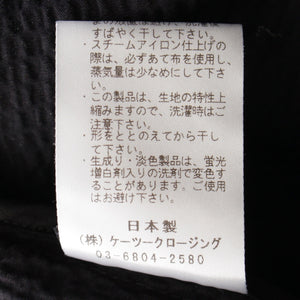 すばやく干して下さい。
・スチームアイロン仕上げの
際は、必ずあて布を使用し、
蒸気量は少なめにして下さ
い。
・この製品は、生地の特性上
縮みますので、洗濯時はご
注意下さい。
・形をととのえてから干して
下さい。
・生成り・淡色製品は、蛍光
増白剤入りの洗剤で変色す
ることがあります。ご使用は
お避け下さい。
日本製
(株) ケーツークロージング
03-6804-2580